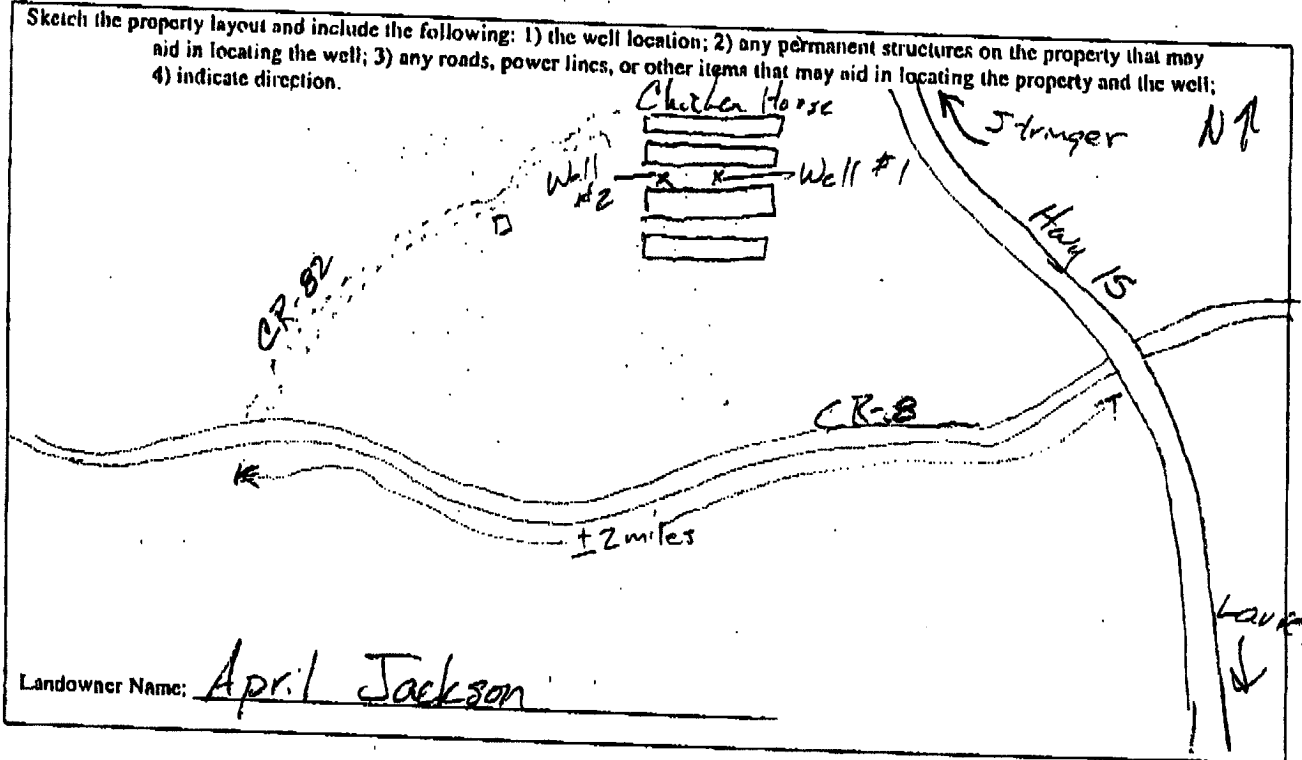 Sketch the property layout and include the following: 1) the well location; 2) any permanent structures on the property that may
aid in locating the well; 3) any roads, power lines, or other items that may aid in locating the property and the well;
4) indicate direction.
Chicken House
Stringer
N
Well
#2
Well #1
Hwy 15
CR-82
CR-8
± 2 miles
Laurel
Landowner Name: April Jackson